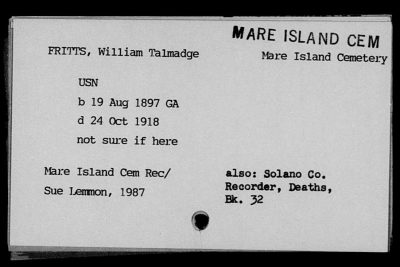 MARE ISLAND CEM
FRITTS, William Talmadge
Mare Island Cemetery
USN
b 19 Aug 1897 GA
d 24 Oct 1918
not sure if here
Mare Island Cem Rec/
Sue Lemmon, 1987
also: Solano Co.
Recorder, Deaths,
Bk. 32